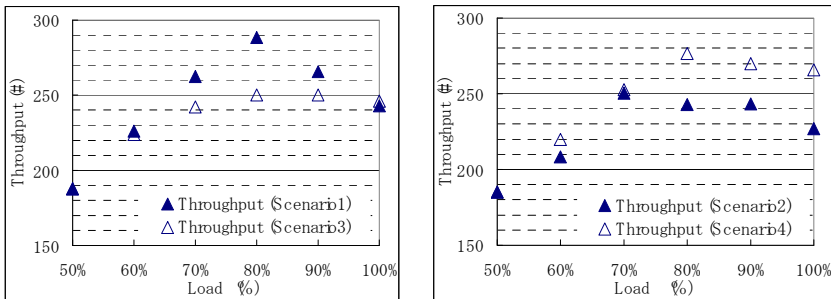 300
250
200
150
Throughput (#)
Throughput (Scenario1)
Throughput (Scenario3)
50% 60% 70% 80% 90% 100%
Load (%)
300
250
200
150
Throughput (#)
Throughput (Scenario2)
Throughput (Scenario4)
50% 60% 70% 80% 90% 100%
Load (%)